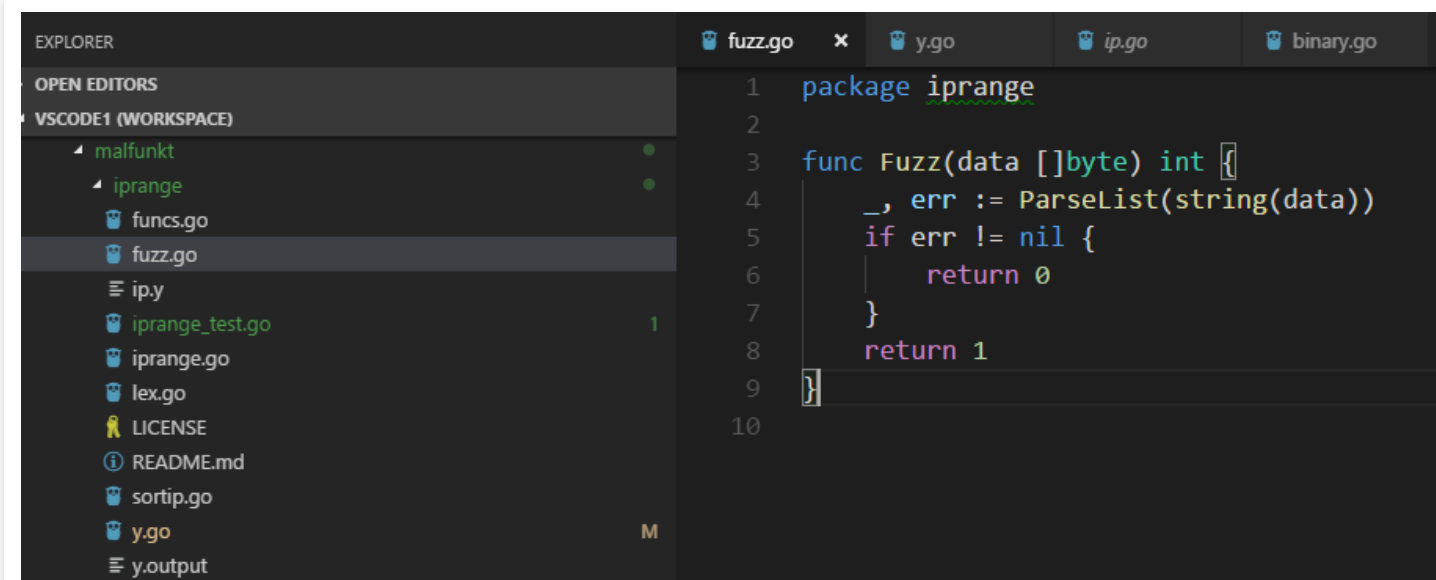 EXPLORER
OPEN EDITORS
VSCODE1 (WORKSPACE)
malfunkt
iprange
funcs.go
fuzz.go
ip.y
iprange_test.go 1
iprange.go
lex.go
LICENSE
README.md
sortip.go
y.go M
y.output
fuzz.go × y.go ip.go binary.go
1 package iprange
2
3 func Fuzz(data []byte) int {
4     _, err := ParseList(string(data))
5     if err != nil {
6         return 0
7     }
8     return 1
9 }
10